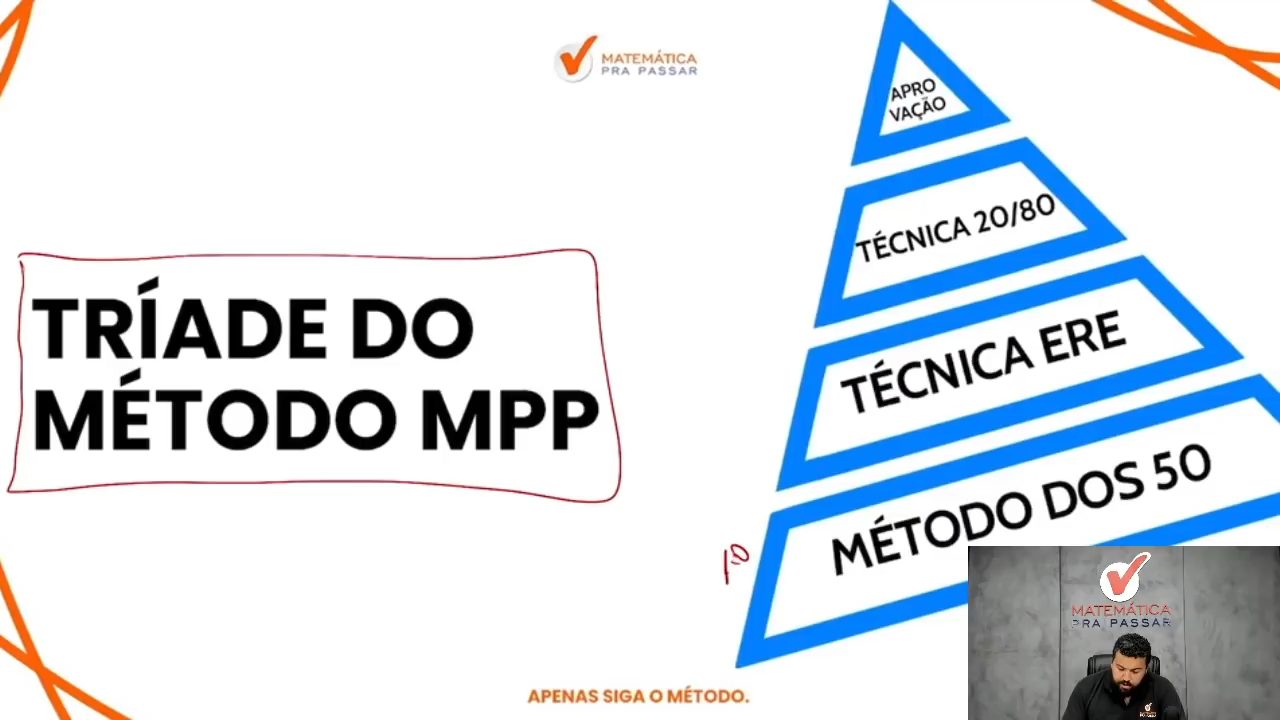 MATEMÁTICA
PRA PASSAR
APRO
VAÇÃO
TÉCNICA 20/80
TRÍADE DO
MÉTODO MPP
TÉCNICA ERE
MÉTODO DOS 50
MATEMÁTICA
PRA PASSAR
APENAS SIGA O MÉTODO.